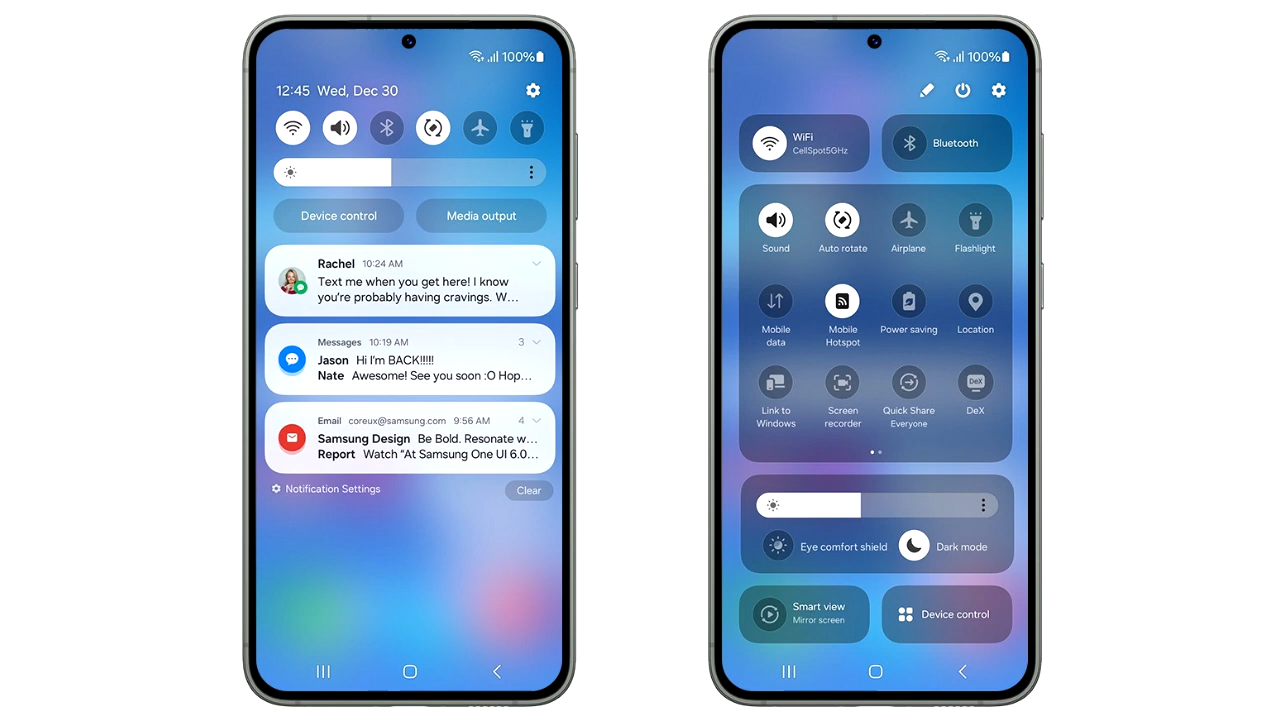 100%
12:45 Wed, Dec 30
Device control
Media output
Rachel 10:24 AM
Text me when you get here! I know
you're probably having cravings. W...
Messages 10:19 AM 3
Jason Hi I'm BACK!!!!!
Nate Awesome! See you soon :O Hop...
Email coreux@samsung.com 9:56 AM 4
Samsung Design Be Bold. Resonate w...
Report Watch "At Samsung One UI 6.0...
Notification Settings
Clear
100%
WiFi
CellSpot5GHz
Bluetooth
Sound
Auto rotate
Airplane
Flashlight
Mobile
data
Mobile
Hotspot
Power saving
Location
Link to
Windows
Screen
recorder
Quick Share
Everyone
DeX
DeX
Eye comfort shield
Dark mode
Smart view
Mirror screen
Device control